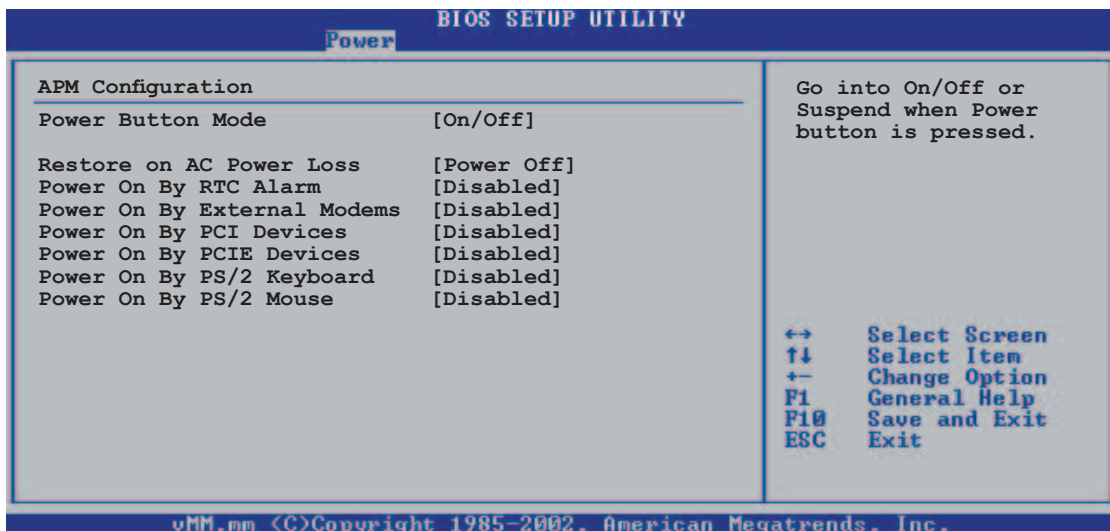 BIOS SETUP UTILITY
Power
APM Configuration
Power Button Mode [On/Off]
Restore on AC Power Loss [Power Off]
Power On By RTC Alarm [Disabled]
Power On By External Modems [Disabled]
Power On By PCI Devices [Disabled]
Power On By PCIE Devices [Disabled]
Power On By PS/2 Keyboard [Disabled]
Power On By PS/2 Mouse [Disabled]
Go into On/Off or
Suspend when Power
button is pressed.
←→ Select Screen
↑↓ Select Item
+- Change Option
F1 General Help
F10 Save and Exit
ESC Exit
vMM.mm (C)Copyright 1985-2002, American Megatrends, Inc.